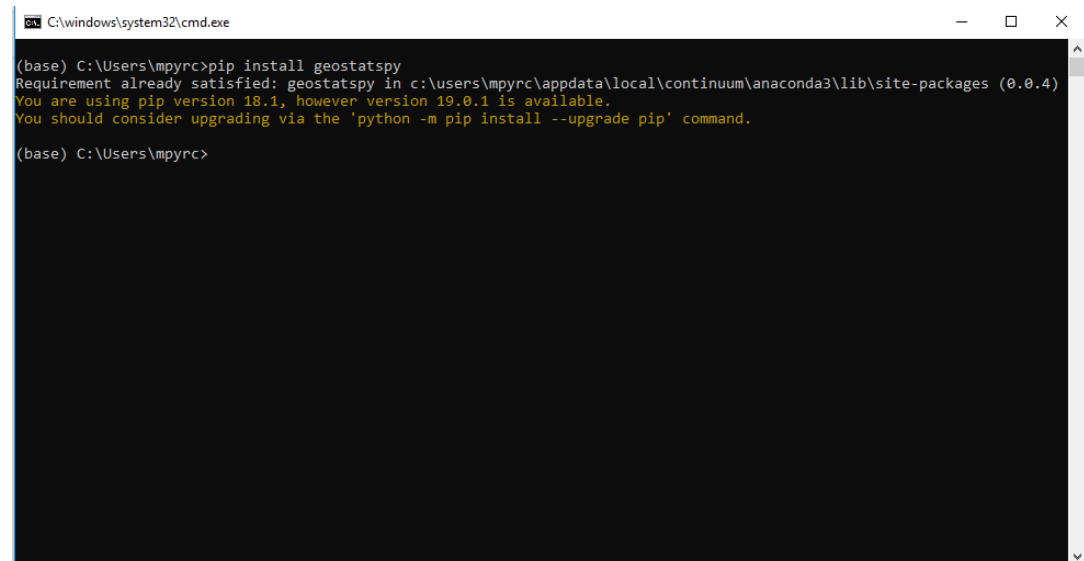 C:\windows\system32\cmd.exe
(base) C:\Users\mpyrc>pip install geostatspy
Requirement already satisfied: geostatspy in c:\users\mpyrc\appdata\local\continuum\anaconda3\lib\site-packages (0.0.4)
You are using pip version 18.1, however version 19.0.1 is available.
You should consider upgrading via the 'python -m pip install --upgrade pip' command.
(base) C:\Users\mpyrc>